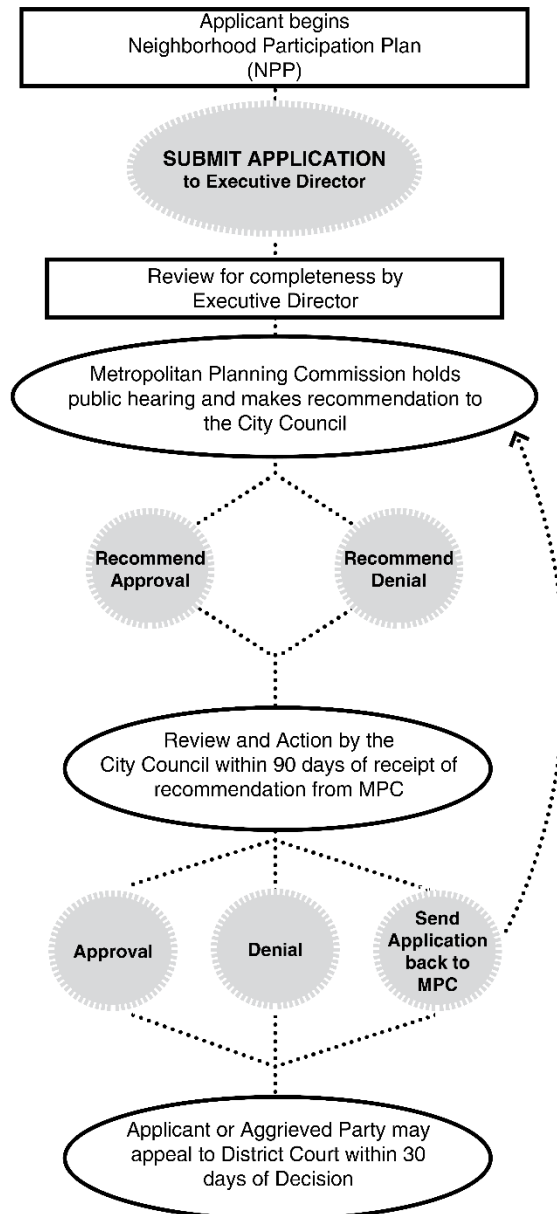 Applicant begins
Neighborhood Participation Plan
(NPP)
SUBMIT APPLICATION
to Executive Director
Review for completeness by
Executive Director
Metropolitan Planning Commission holds
public hearing and makes recommendation to
the City Council
Recommend
Approval
Recommend
Denial
Review and Action by the
City Council within 90 days of receipt of
recommendation from MPC
Approval
Denial
Send
Application
back to
MPC
Applicant or Aggrieved Party may
appeal to District Court within 30
days of Decision